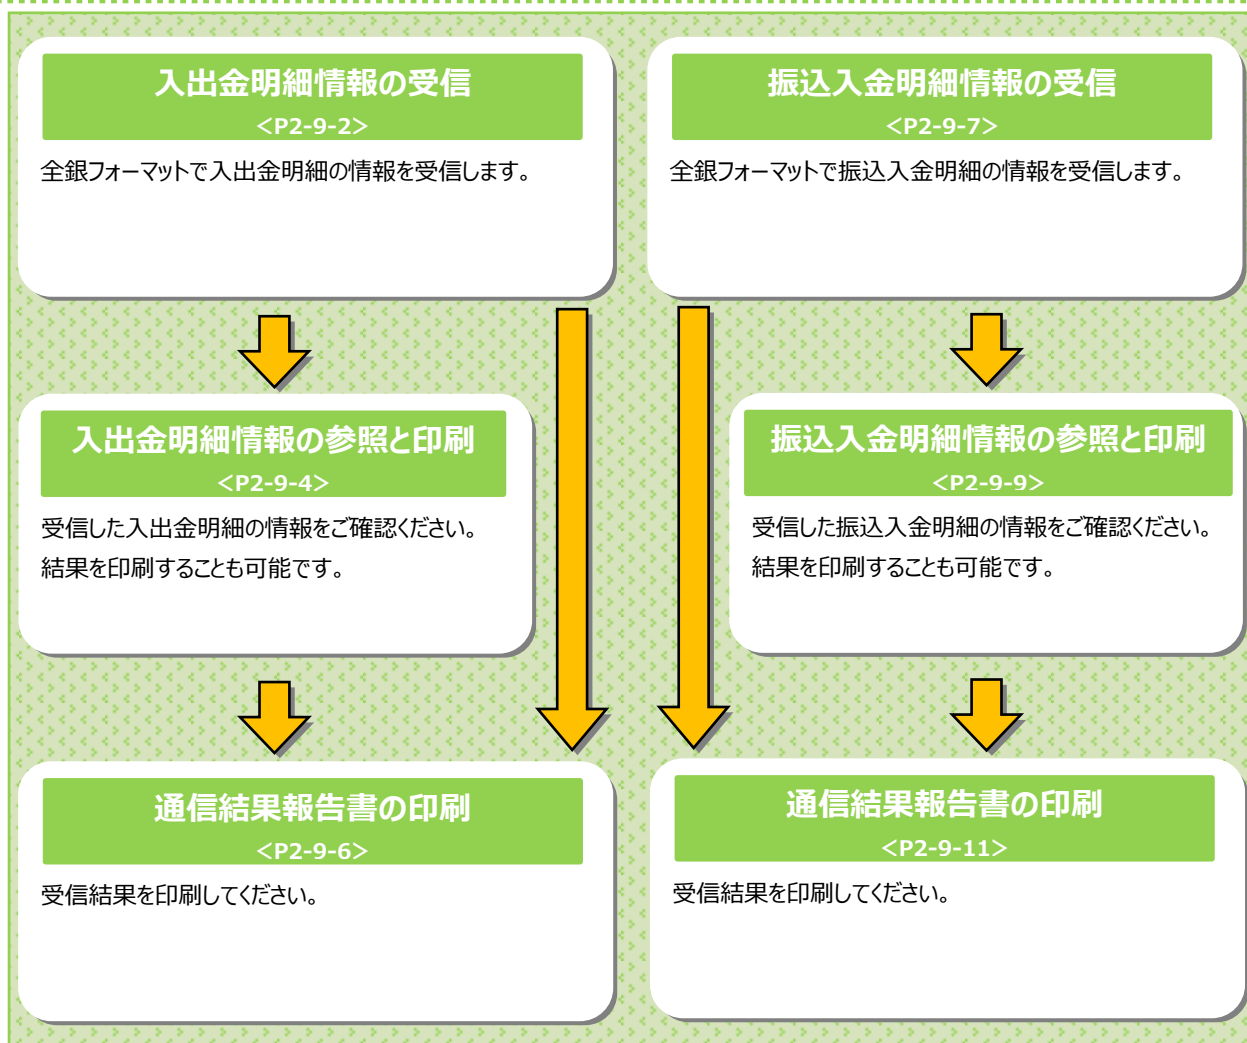 入出金明細情報の受信
<P2-9-2>
全銀フォーマットで入出金明細の情報を受信します。
振込入金明細情報の受信
<P2-9-7>
全銀フォーマットで振込入金明細の情報を受信します。
入出金明細情報の参照と印刷
<P2-9-4>
受信した入出金明細の情報をご確認ください。
結果を印刷することも可能です。
振込入金明細情報の参照と印刷
<P2-9-9>
受信した振込入金明細の情報をご確認ください。
結果を印刷することも可能です。
通信結果報告書の印刷
<P2-9-6>
受信結果を印刷してください。
通信結果報告書の印刷
<P2-9-11>
受信結果を印刷してください。